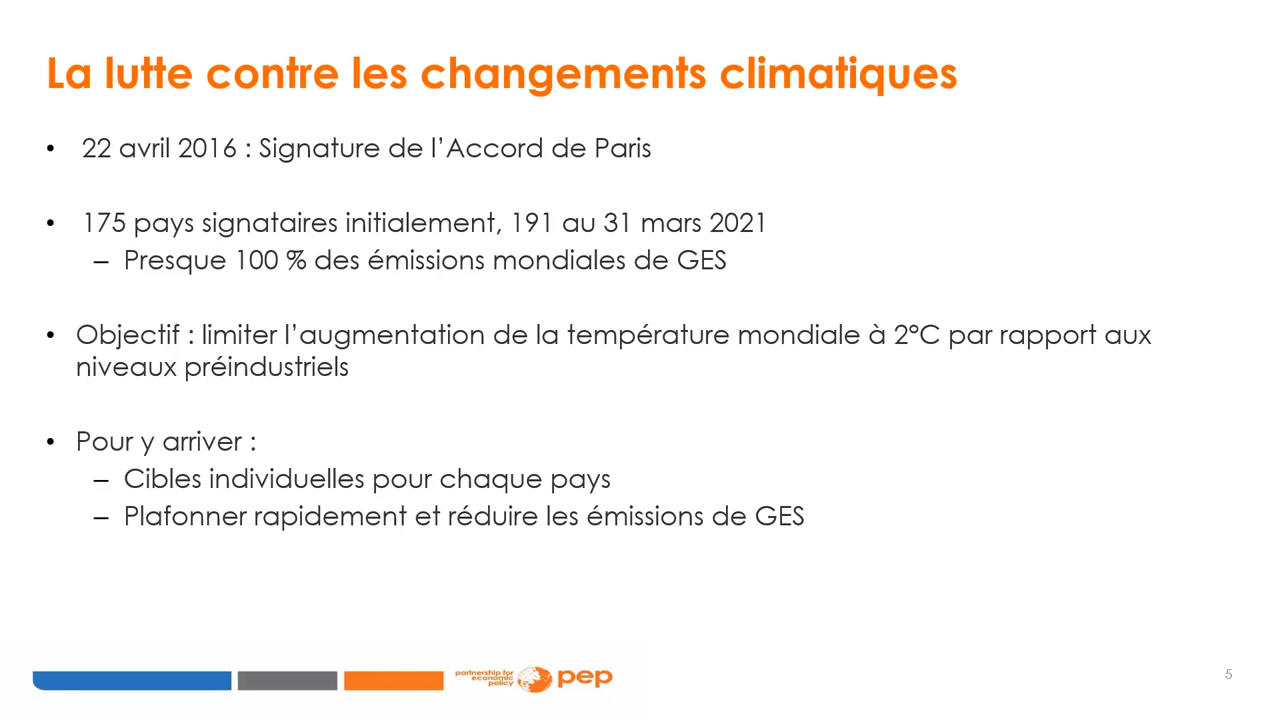 La lutte contre les changements climatiques
• 22 avril 2016 : Signature de l’Accord de Paris
• 175 pays signataires initialement, 191 au 31 mars 2021
– Presque 100 % des émissions mondiales de GES
• Objectif : limiter l’augmentation de la température mondiale à 2°C par rapport aux
niveaux préindustriels
• Pour y arriver :
– Cibles individuelles pour chaque pays
– Plafonner rapidement et réduire les émissions de GES
partnership for
economic
policy
pep
5